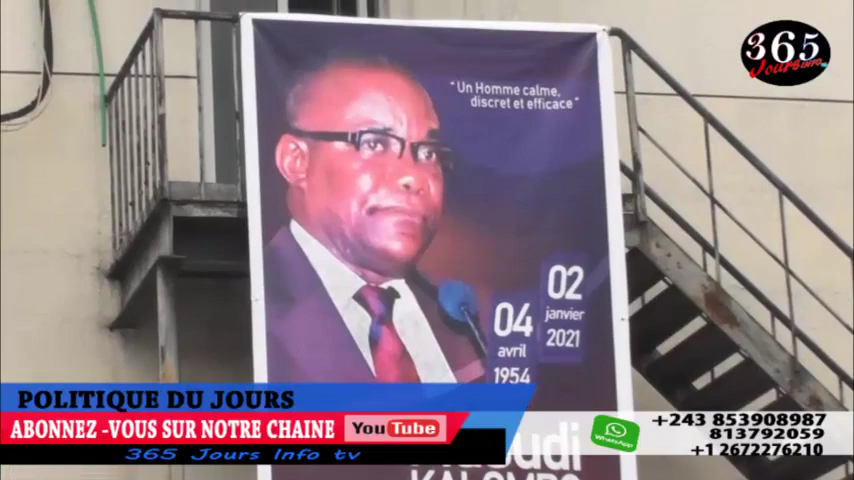 365
Jours INFO
" Un Homme calme,
discret et efficace "
02
janvier
2021
04
avril
1954
KALOMBO
POLITIQUE DU JOURS
ABONNEZ -VOUS SUR NOTRE CHAINE YouTube
365 Jours Info tv
WhatsApp
+243 853908987
813792059
+1 2672276210